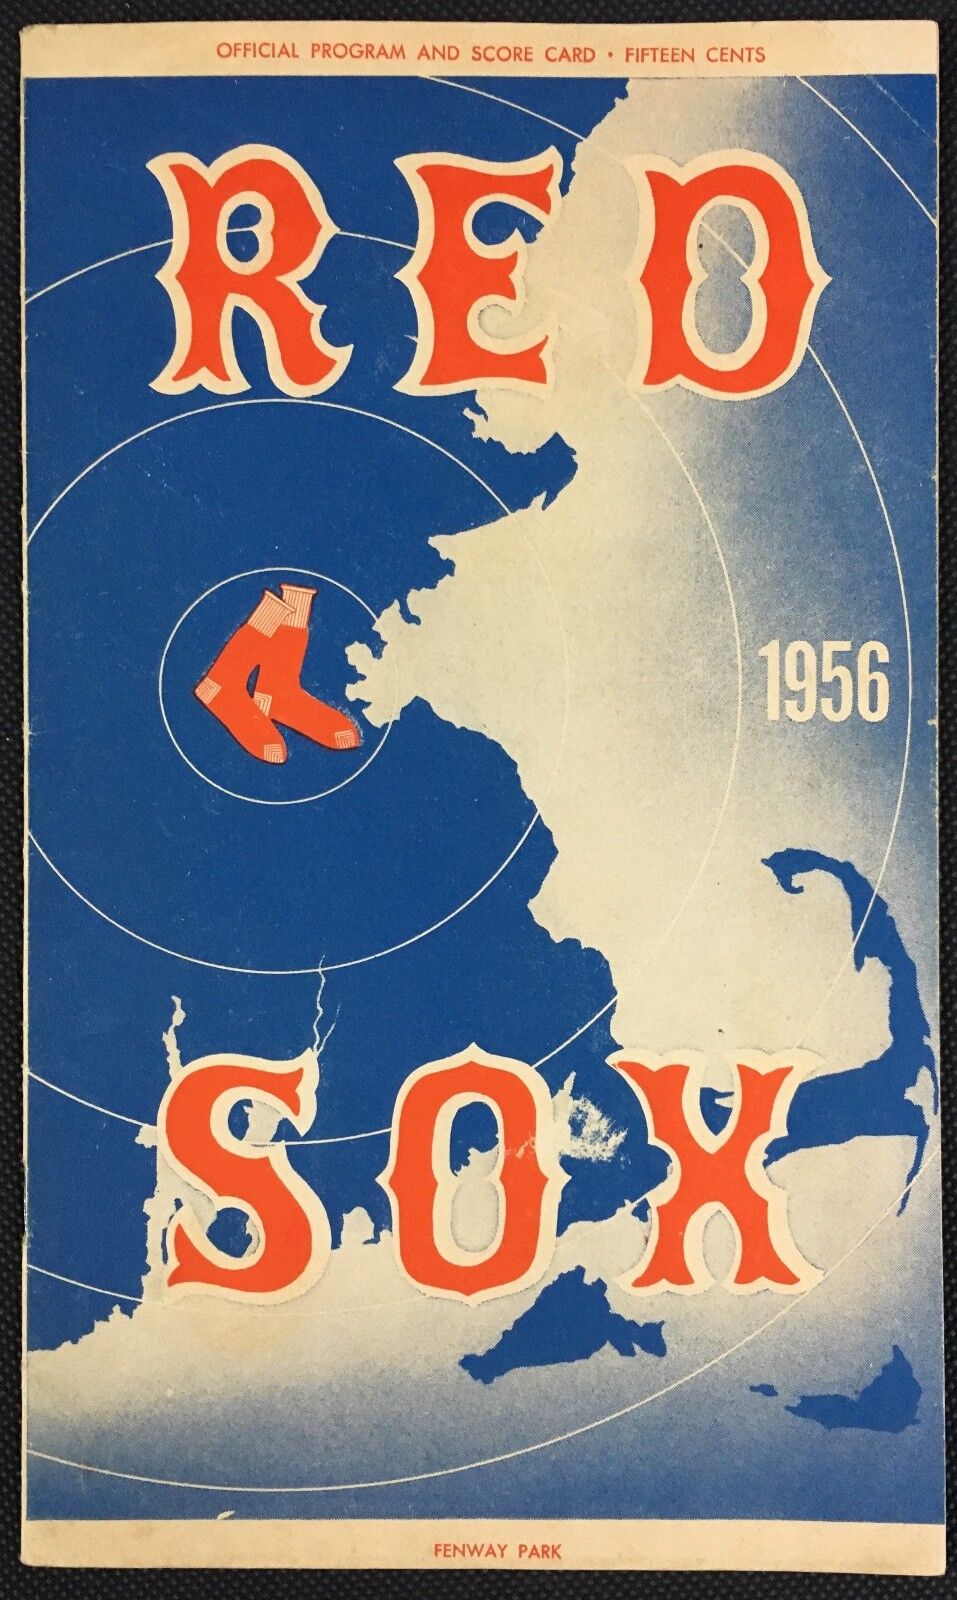 OFFICIAL PROGRAM AND SCORE CARD • FIFTEEN CENTS
RED
1956
SOX
FENWAY PARK